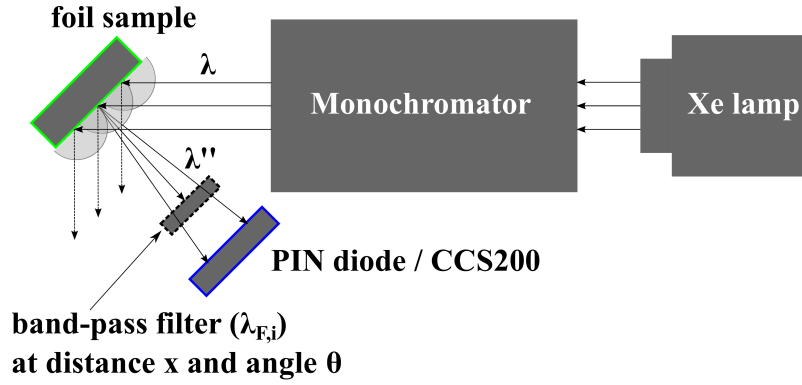 foil sample
λ
Monochromator
Xe lamp
λ''
PIN diode / CCS200
band-pass filter (λF,i)
at distance x and angle θ